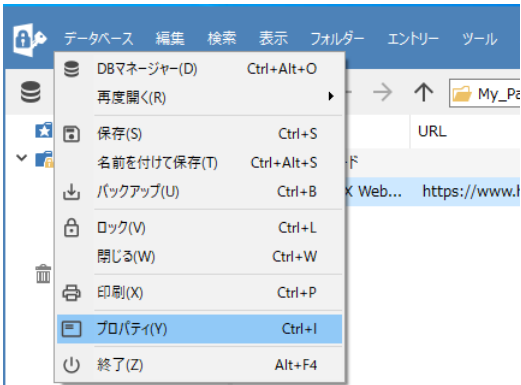 データベース 編集 検索 表示 フォルダー エントリー ツール
DBマネージャー(D) Ctrl+Alt+O
再度開く(R)
My_Pa
保存(S) Ctrl+S
URL
名前を付けて保存(T) Ctrl+Alt+S
ド
バックアップ(U) Ctrl+B
X Web... https://www.h
ロック(V) Ctrl+L
閉じる(W) Ctrl+W
印刷(X) Ctrl+P
プロパティ(Y) Ctrl+I
終了(Z) Alt+F4